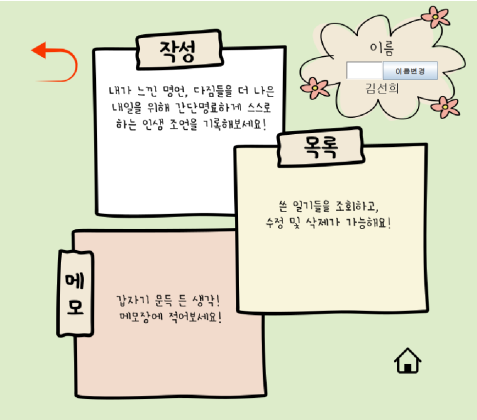 작성
내가 느낀 명언, 다짐들을 더 나은
내일을 위해 간단명료하게 스스로
하는 인생 조언을 기록해보세요!
이름
이름변경
김선희
목록
쓴 일기들을 조회하고,
수정 및 삭제가 가능해요!
메
모
갑자기 문득 든 생각!
메모장에 적어보세요!